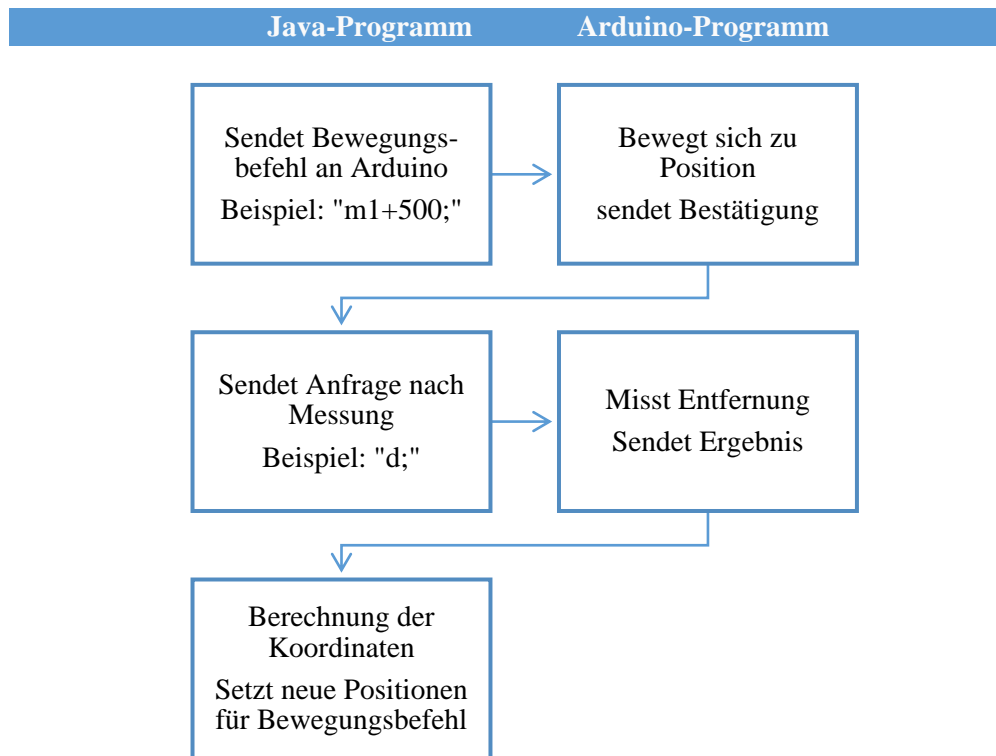 Java-Programm Arduino-Programm
Sendet Bewegungs-
befehl an Arduino
Beispiel: "m1+500;"
Bewegt sich zu
Position
sendet Bestätigung
Sendet Anfrage nach
Messung
Beispiel: "d;"
Misst Entfernung
Sendet Ergebnis
Berechnung der
Koordinaten
Setzt neue Positionen
für Bewegungsbefehl